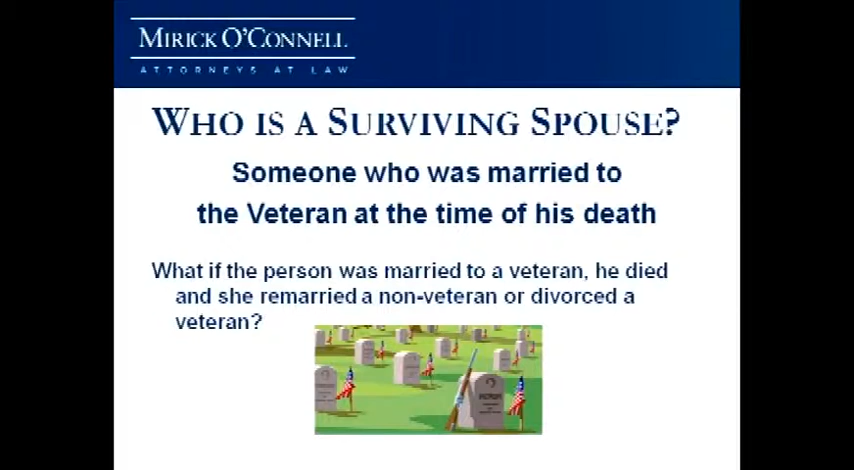 MIRICK O'CONNELL
ATTORNEYS AT LAW
WHO IS A SURVIVING SPOUSE?
Someone who was married to
the Veteran at the time of his death
What if the person was married to a veteran, he died
and she remarried a non-veteran or divorced a
veteran?